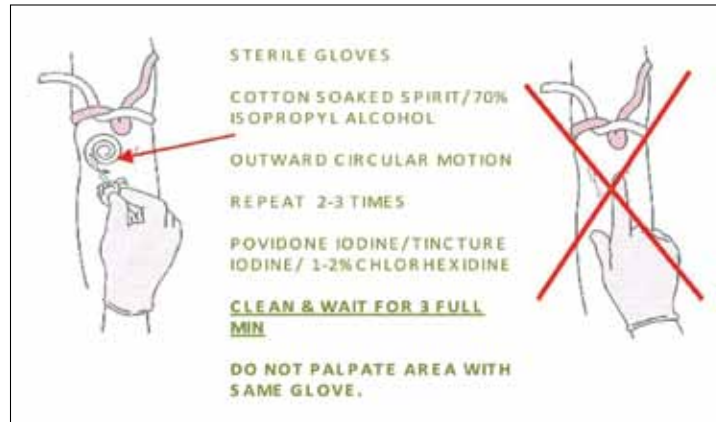 STERILE GLOVES
COTTON SOAKED SPIRIT/70%
ISOPROPYL ALCOHOL
OUTWARD CIRCULAR MOTION
REPEAT 2-3 TIMES
POVIDONE IODINE/TINCTURE
IODINE/ 1-2%CHLORHEXIDINE
CLEAN & WAIT FOR 3 FULL
MIN
DO NOT PALPATE AREA WITH
SAME GLOVE.